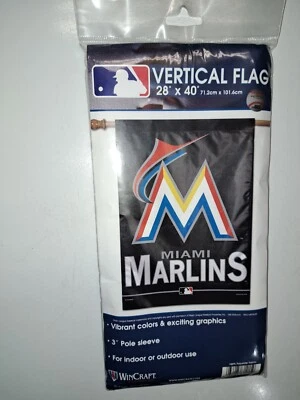 VERTICAL FLAG
28" x 40" 71.2cm x 101.6cm
M
MIAMI
MARLINS
• Vibrant colors & exciting graphics
• 3" Pole sleeve
• For indoor or outdoor use
WINCRAFT